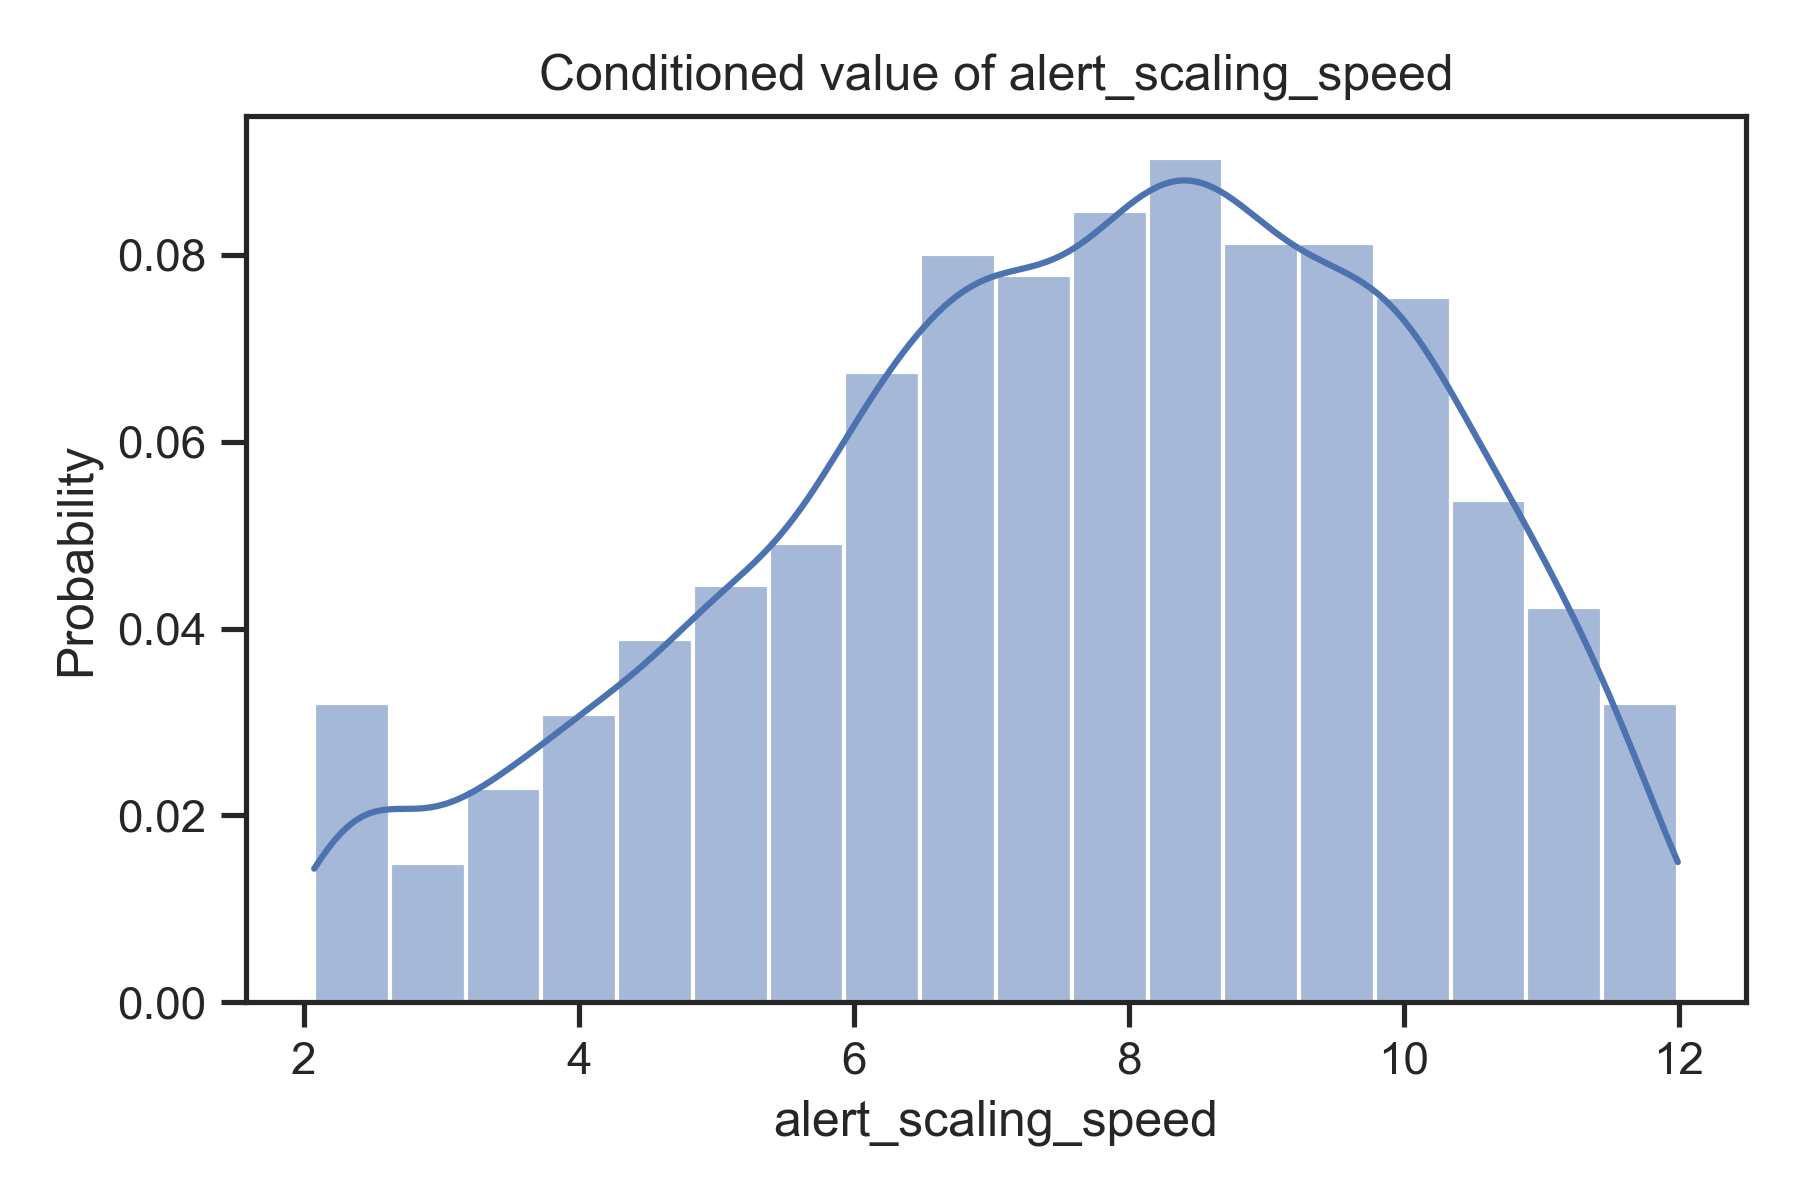 Conditioned value of alert_scaling_speed
Probability
0.08
0.06
0.04
0.02
0.00
2 4 6 8 10 12
alert_scaling_speed